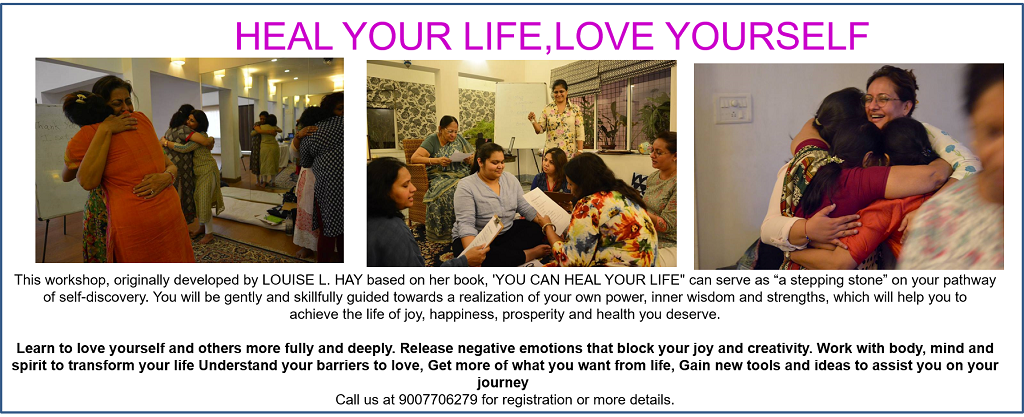 HEAL YOUR LIFE,LOVE YOURSELF
This workshop, originally developed by LOUISE L. HAY based on her book, 'YOU CAN HEAL YOUR LIFE" can serve as “a stepping stone” on your pathway
of self-discovery. You will be gently and skillfully guided towards a realization of your own power, inner wisdom and strengths, which will help you to
achieve the life of joy, happiness, prosperity and health you deserve.
Learn to love yourself and others more fully and deeply. Release negative emotions that block your joy and creativity. Work with body, mind and
spirit to transform your life Understand your barriers to love, Get more of what you want from life, Gain new tools and ideas to assist you on your
journey
Call us at 9007706279 for registration or more details.